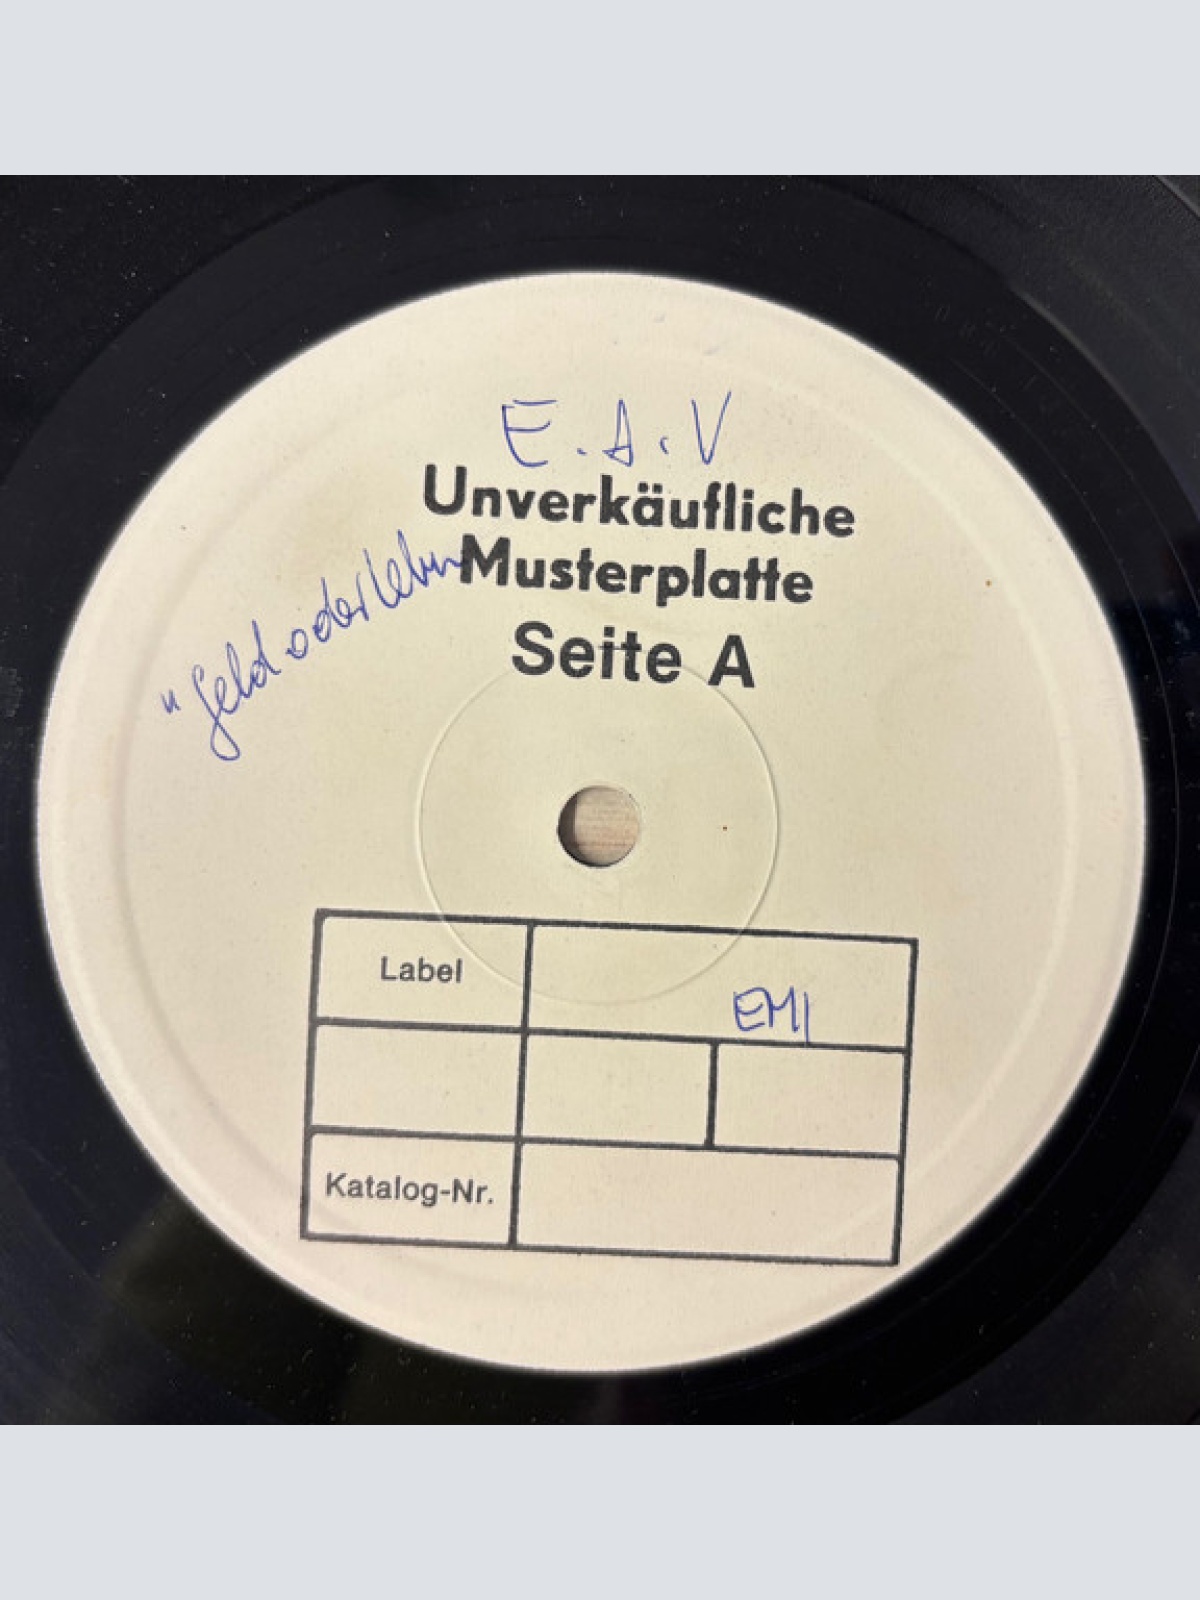 E.A.V
Unverkäufliche
Musterplatte
"Geld oder leben
Seite A
Label
EMI
Katalog-Nr.